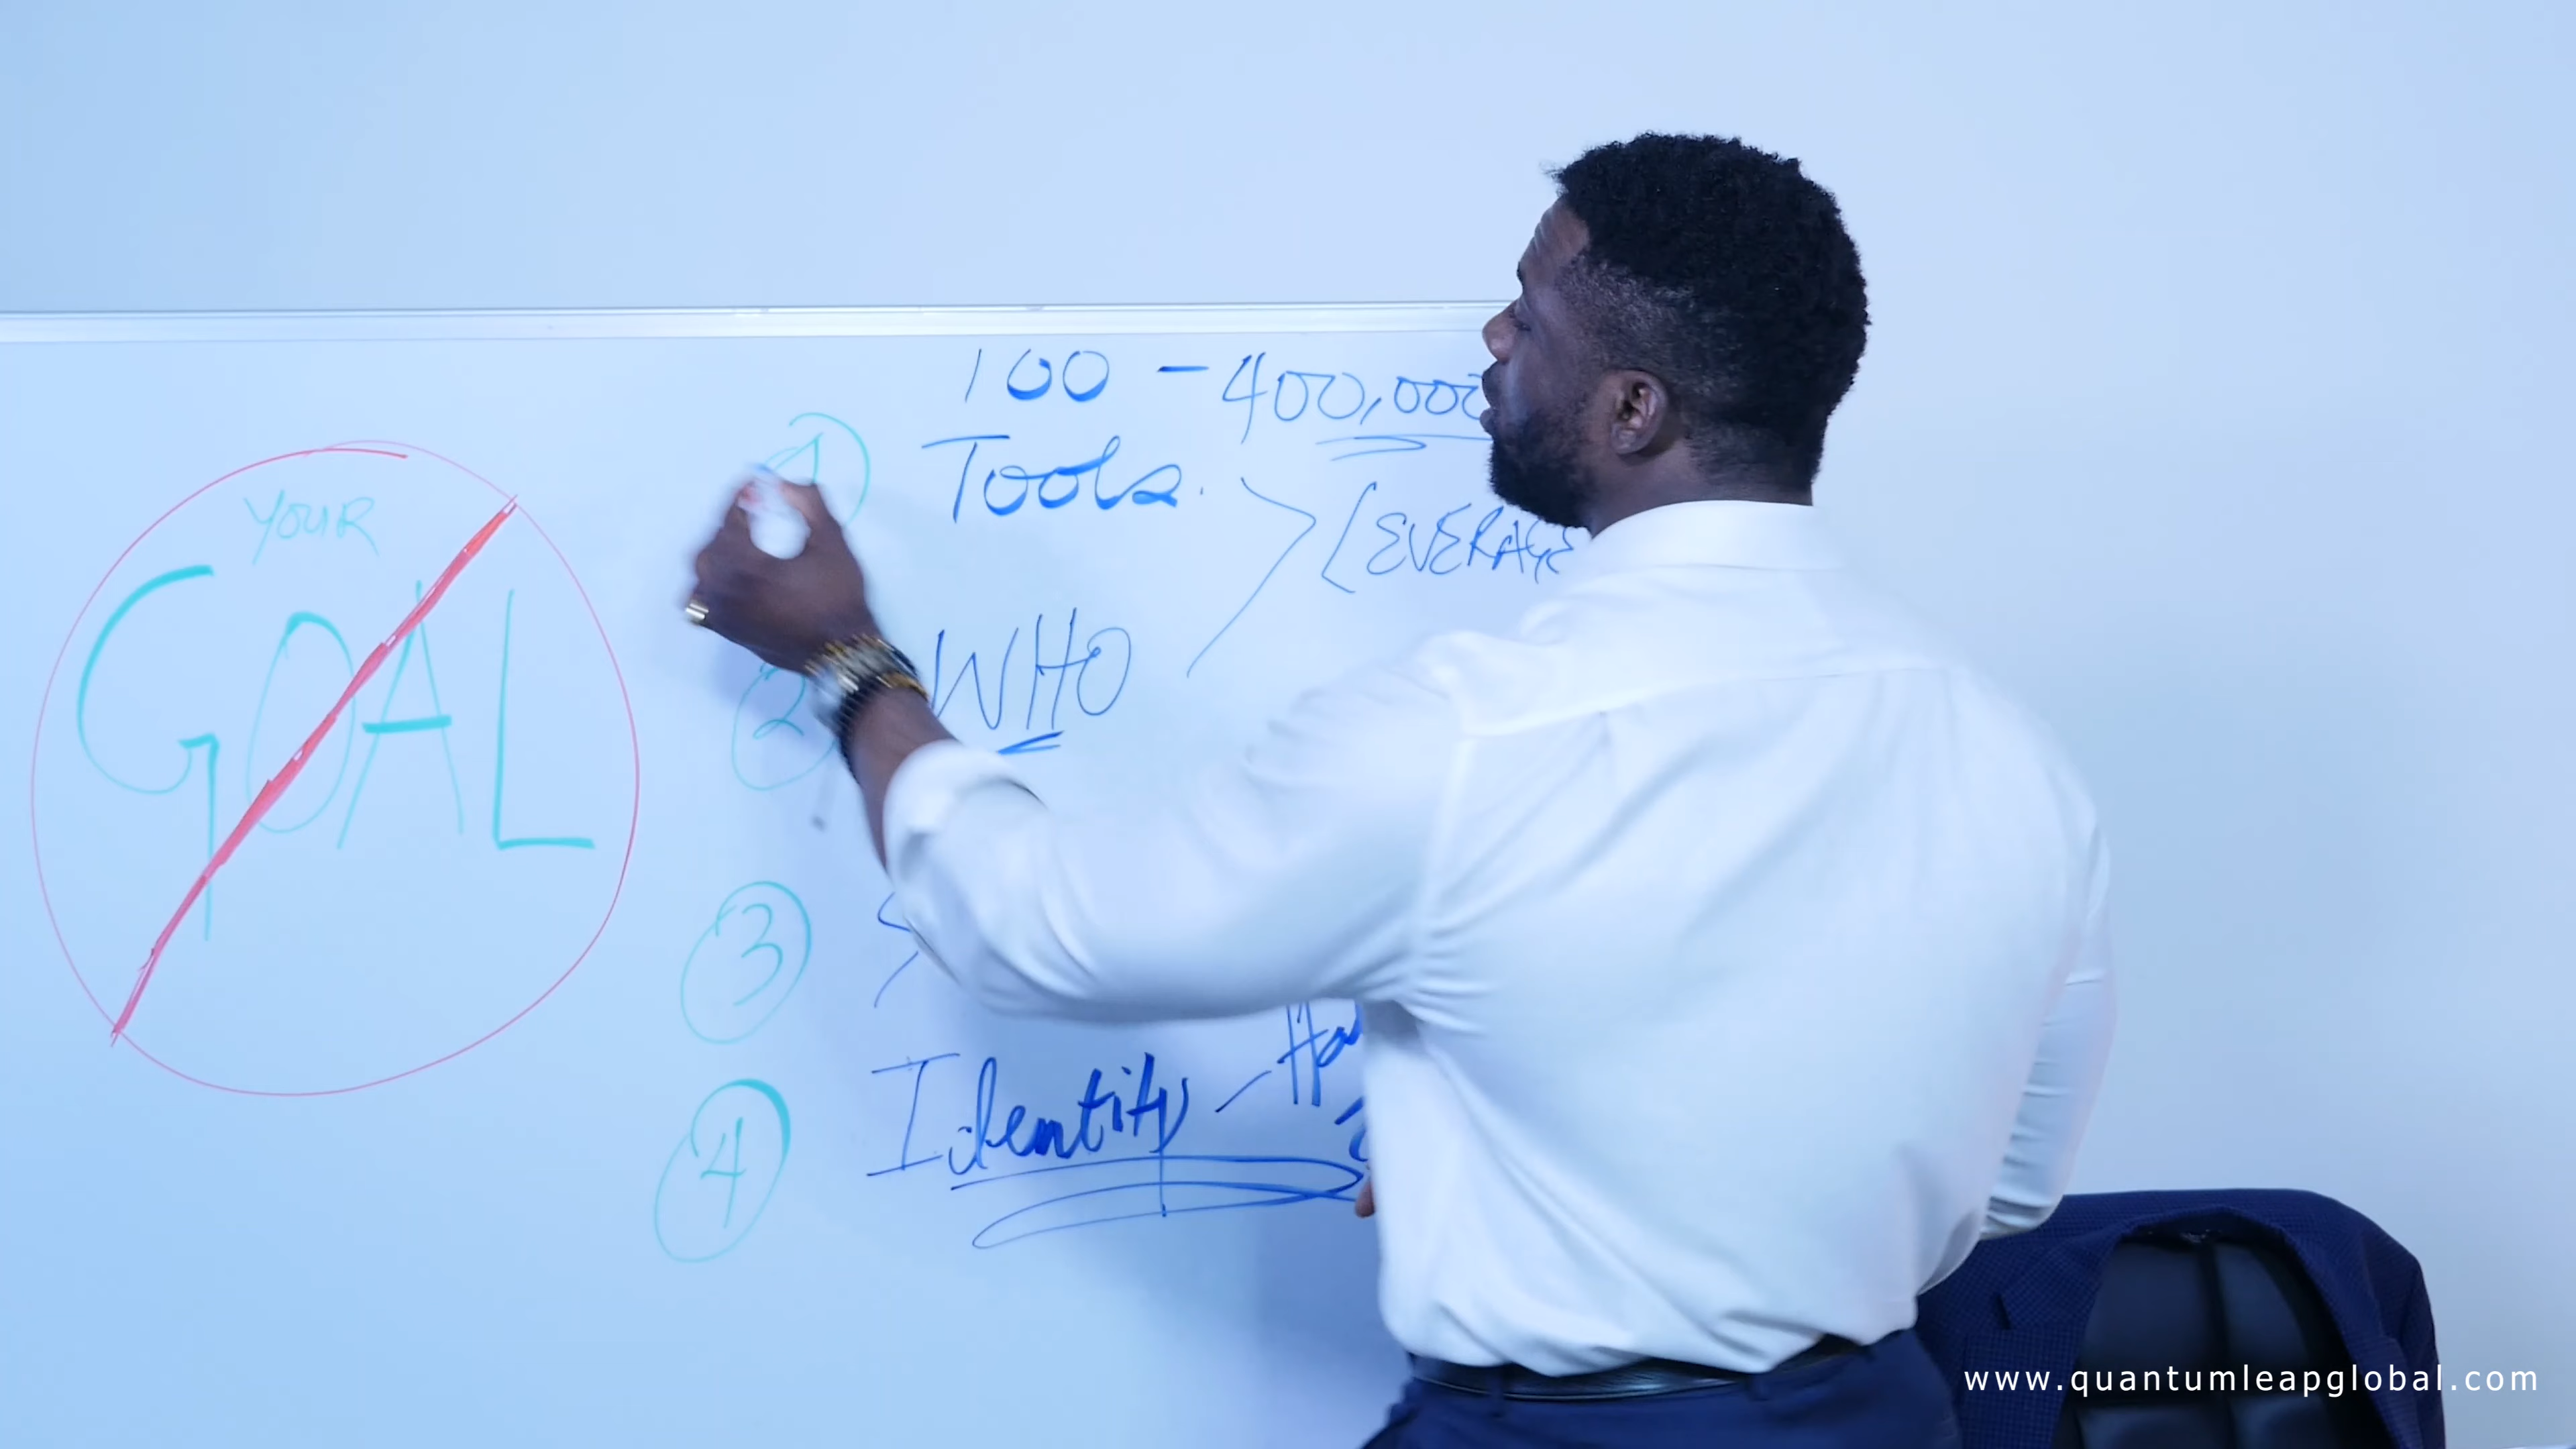 100 - 400,000
① Tools.
LEVERAGE
YOUR
GOAL
② WHO
③
④ Identity -
www.quantumleapglobal.com